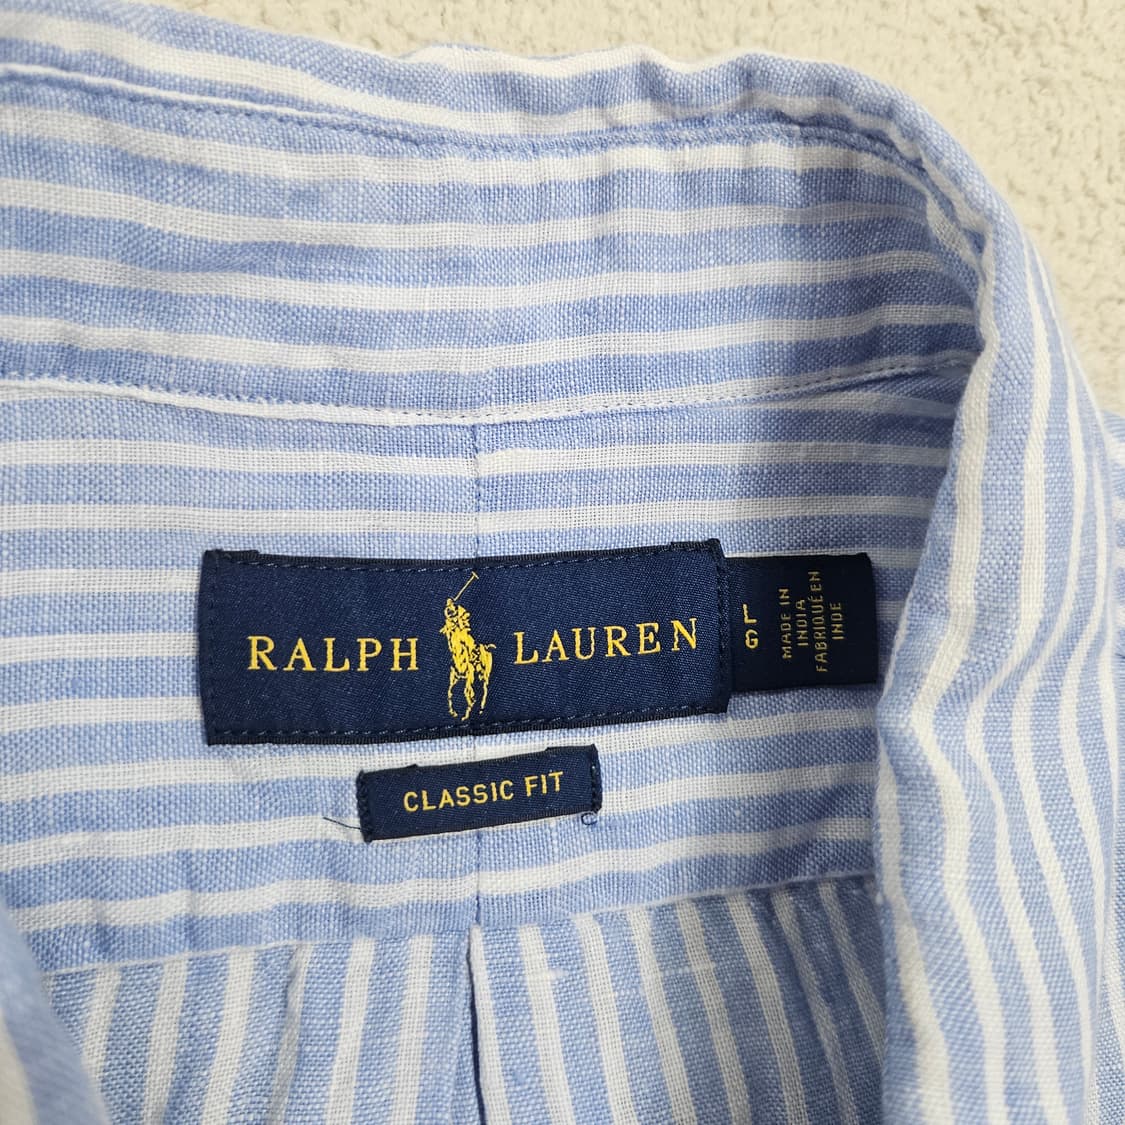 RALPH LAUREN
L
G
MADE IN
INDIA
FABRIQUÉ EN
INDE
CLASSIC FIT